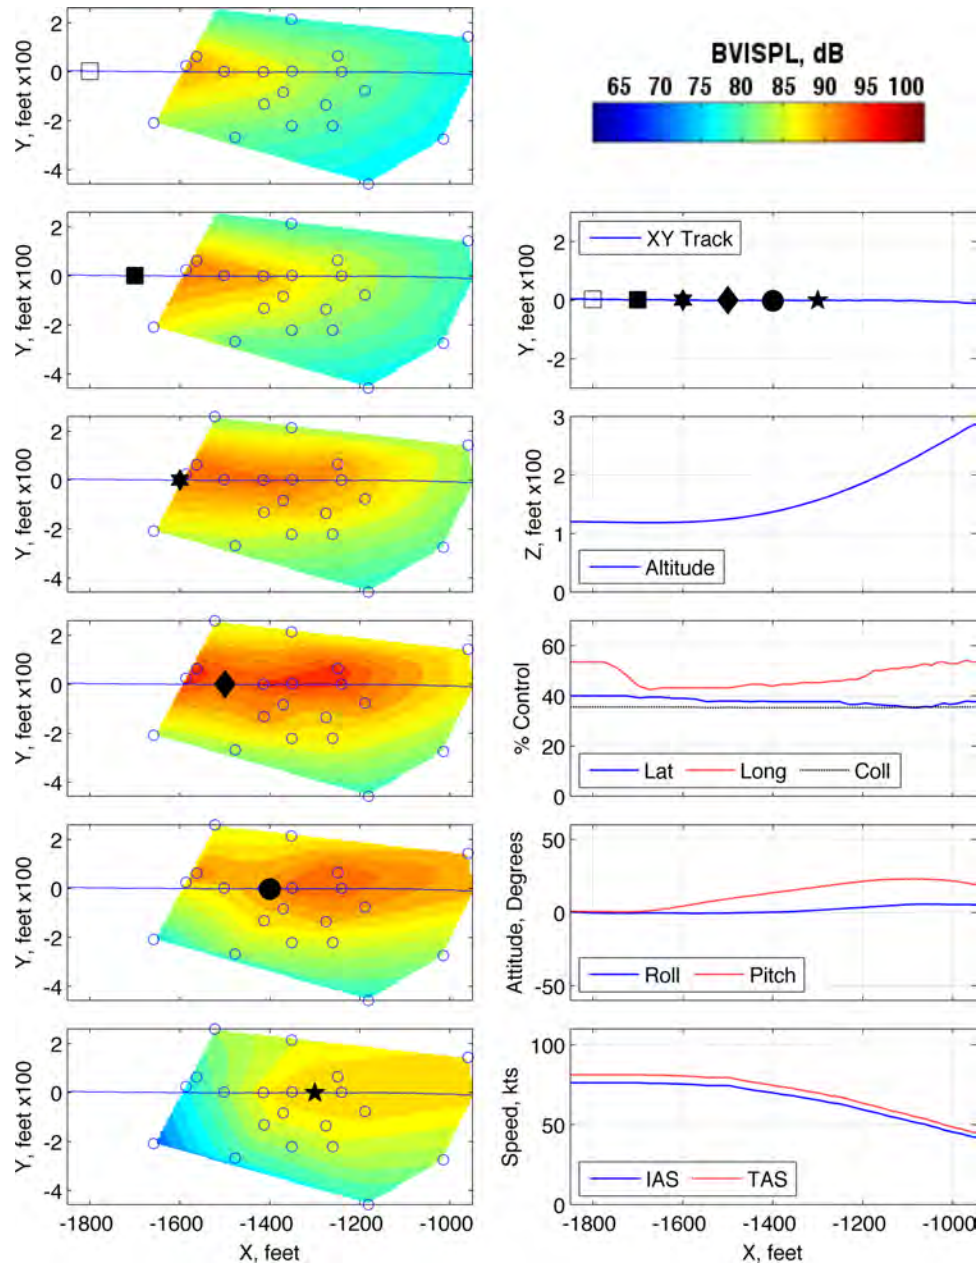 2
0
-2
-4
Y, feet x100
BVISPL, dB
65 70 75 80 85 90 95 100
2
0
-2
-4
Y, feet x100
2
0
-2
Y, feet x100
XY Track
2
0
-2
-4
Y, feet x100
3
2
1
0
Z, feet x100
Altitude
2
0
-2
-4
Y, feet x100
60
40
20
0
% Control
Lat Long Coll
2
0
-2
-4
Y, feet x100
50
0
-50
Attitude, Degrees
Roll Pitch
2
0
-2
-4
Y, feet x100
100
50
0
Speed, kts
IAS TAS
-1800 -1600 -1400 -1200 -1000
X, feet
-1800 -1600 -1400 -1200 -1000
X, feet